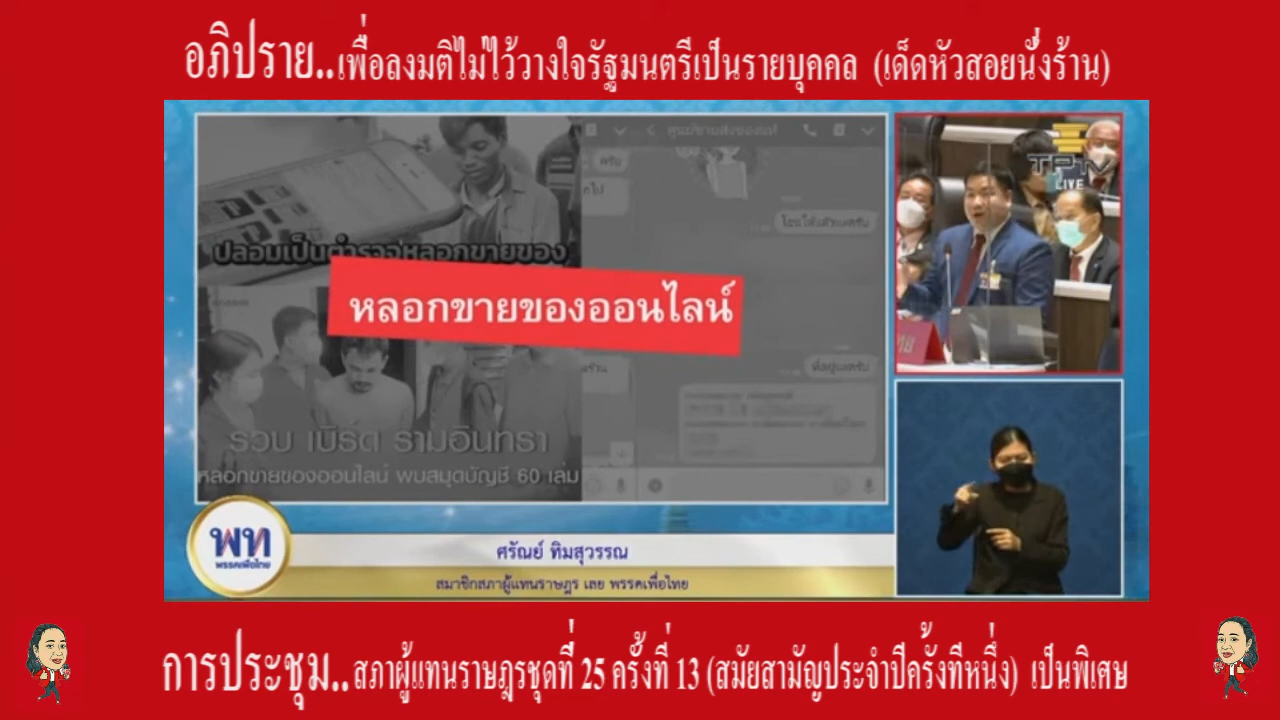 อภิปราย..เพื่อลงมติไม่ไว้วางใจรัฐมนตรีเป็นรายบุคคล (เด็ดหัวสอยนั่งร้าน)
TPTV
LIVE
ครับ
ปลอมเป็นตำรวจหลอกขายของ
หลอกขายของออนไลน์
ที่อยู่นะครับ
รวบ เบิร์ด รามอินทรา
หลอกขายของออนไลน์ พบสมุดบัญชี 60 เล่ม
พท
พรรคเพื่อไทย
ศรัณย์ ทิมสุวรรณ
สมาชิกสภาผู้แทนราษฎร เลย พรรคเพื่อไทย
การประชุม..สภาผู้แทนราษฎรชุดที่ 25 ครั้งที่ 13 (สมัยสามัญประจำปีครั้งที่หนึ่ง) เป็นพิเศษ